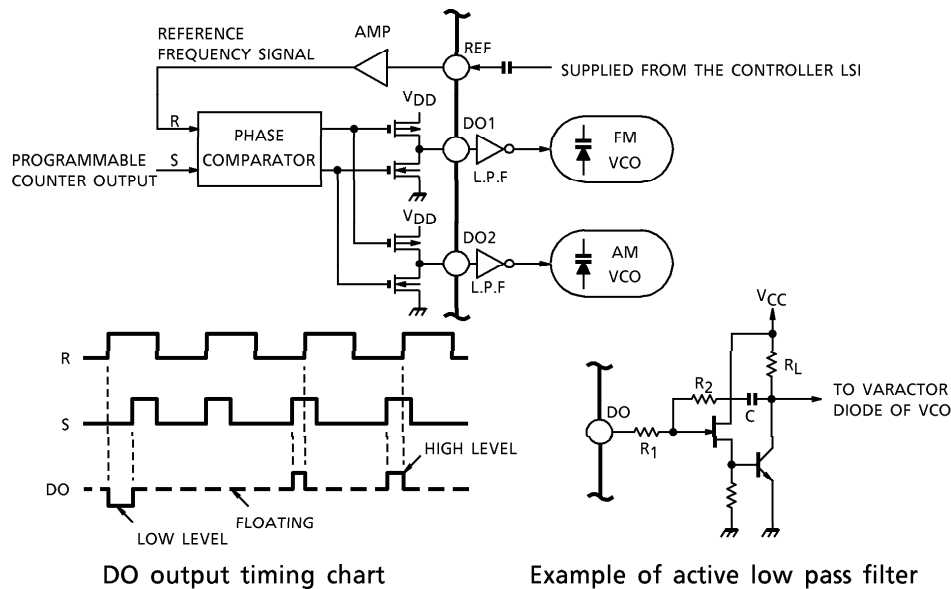 REFERENCE
FREQUENCY SIGNAL
AMP
REF
SUPPLIED FROM THE CONTROLLER LSI
R
PHASE
COMPARATOR
S
PROGRAMMABLE
COUNTER OUTPUT
VDD
DO1
L.P.F
FM
VCO
VDD
DO2
L.P.F
AM
VCO
R
S
DO
HIGH LEVEL
FLOATING
LOW LEVEL
DO output timing chart
VCC
RL
R2
C
TO VARACTOR
DIODE OF VCO
DO
R1
Example of active low pass filter